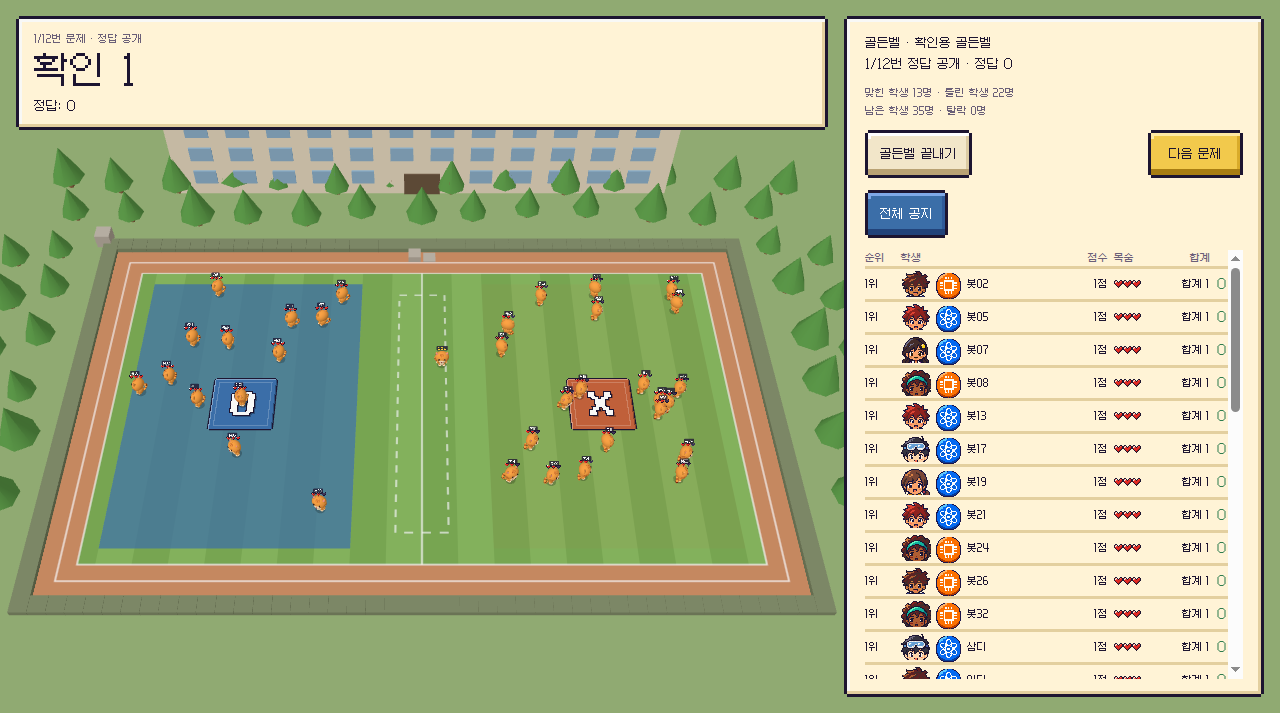 1/12번 문제 · 정답 공개
확인 1
정답: O
O
X
골든벨 · 확인용 골든벨
1/12번 정답 공개 · 정답 O
맞힌 학생 13명 · 틀린 학생 22명
남은 학생 35명 · 탈락 0명
골든벨 끝내기
다음 문제
전체 공지
순위 학생 점수 목숨 합계
1위 봇02 1점 합계 1 O
1위 봇05 1점 합계 1 O
1위 봇07 1점 합계 1 O
1위 봇08 1점 합계 1 O
1위 봇13 1점 합계 1 O
1위 봇17 1점 합계 1 O
1위 봇19 1점 합계 1 O
1위 봇21 1점 합계 1 O
1위 봇24 1점 합계 1 O
1위 봇26 1점 합계 1 O
1위 봇32 1점 합계 1 O
1위 삼디 1점 합계 1 O